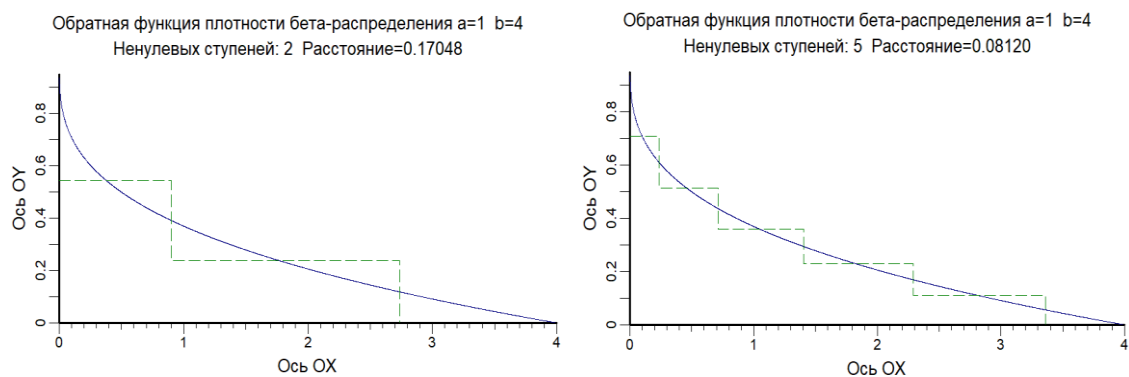 Обратная функция плотности бета-распределения a=1 b=4
Ненулевых ступеней: 2 Расстояние=0.17048
0.8
0.6
0.4
0.2
0
Ось OY
0 1 2 3 4
Ось OX
Обратная функция плотности бета-распределения a=1 b=4
Ненулевых ступеней: 5 Расстояние=0.08120
0.8
0.6
0.4
0.2
0
Ось OY
0 1 2 3 4
Ось OX